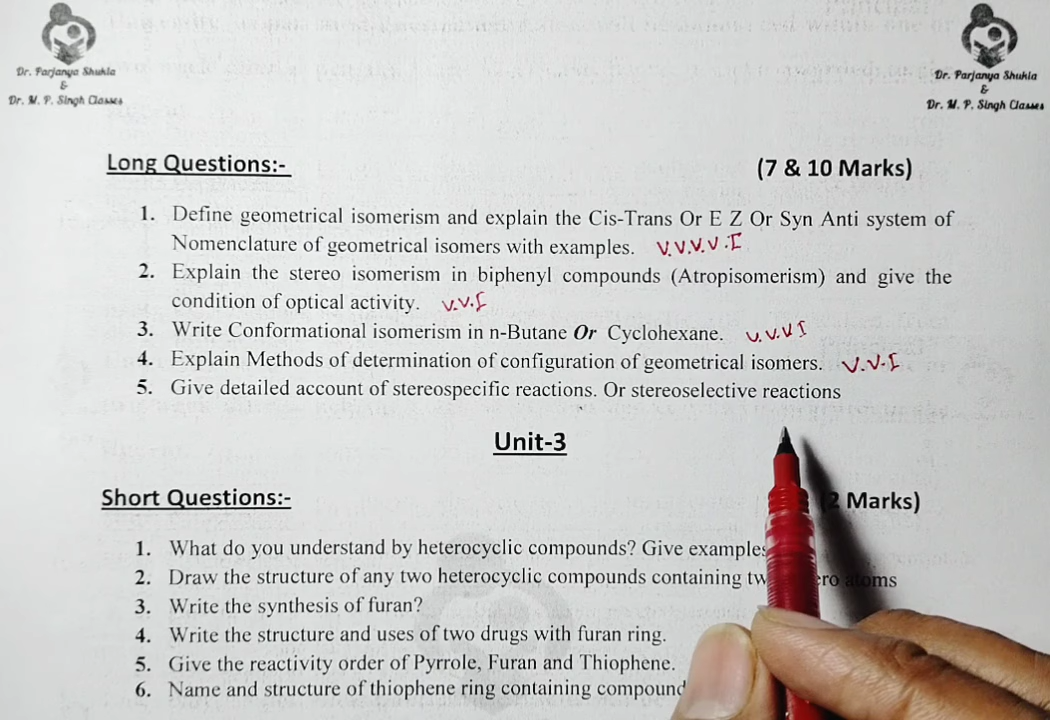 Dr. Parjanya Shukla
&
Dr. M. P. Singh Classes
Dr. Parjanya Shukla
&
Dr. M. P. Singh Classes
Long Questions:- (7 & 10 Marks)
1. Define geometrical isomerism and explain the Cis-Trans Or E Z Or Syn Anti system of
Nomenclature of geometrical isomers with examples. V.V.V.V.I
2. Explain the stereo isomerism in biphenyl compounds (Atropisomerism) and give the
condition of optical activity. V.V.I
3. Write Conformational isomerism in n-Butane Or Cyclohexane. V.V.V I
4. Explain Methods of determination of configuration of geometrical isomers. V.V.I
5. Give detailed account of stereospecific reactions. Or stereoselective reactions
Unit-3
Short Questions:- (2 Marks)
1. What do you understand by heterocyclic compounds? Give examples
2. Draw the structure of any two heterocyclic compounds containing atoms
3. Write the synthesis of furan?
4. Write the structure and uses of two drugs with furan ring.
5. Give the reactivity order of Pyrrole, Furan and Thiophene.
6. Name and structure of thiophene ring containing compound